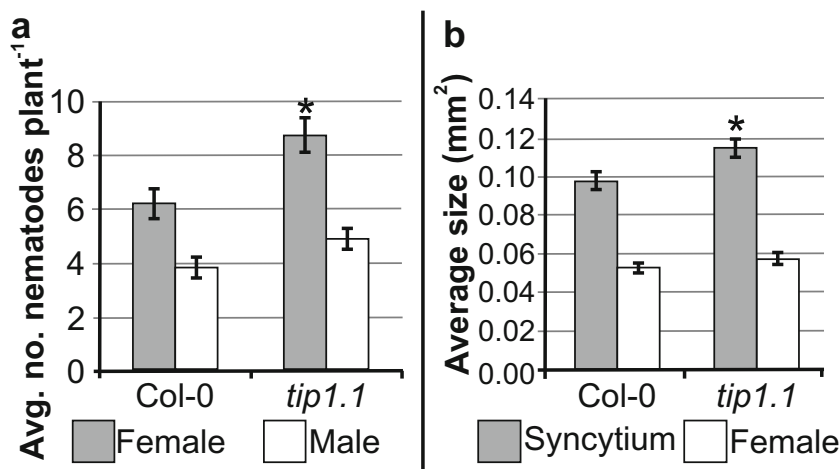 a
Avg. no. nematodes plant⁻¹
10
8
6
4
2
0
*
Col-0 tip1.1
Female Male
b
Average size (mm²)
0.14
0.12
0.10
0.08
0.06
0.04
0.02
0.00
*
Col-0 tip1.1
Syncytium Female